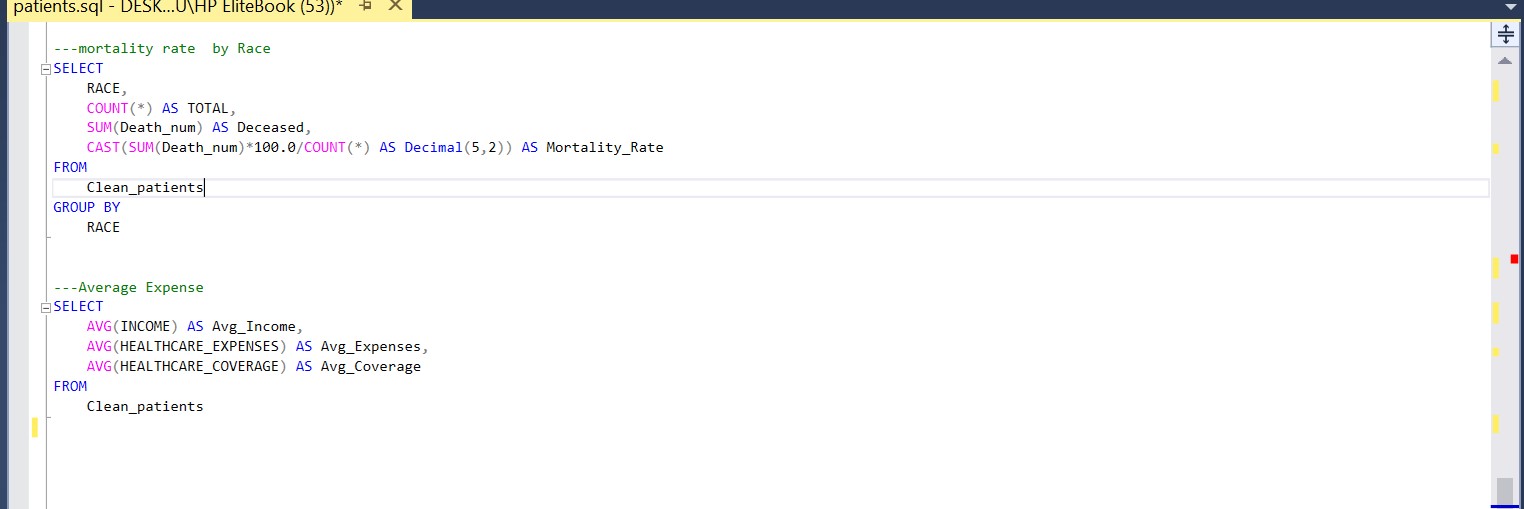 patients.sql - DESK...U\HP EliteBook (53))*
---mortality rate  by Race
SELECT
    RACE,
    COUNT(*) AS TOTAL,
    SUM(Death_num) AS Deceased,
    CAST(SUM(Death_num)*100.0/COUNT(*) AS Decimal(5,2)) AS Mortality_Rate
FROM
    Clean_patients
GROUP BY
    RACE
---Average Expense
SELECT
    AVG(INCOME) AS Avg_Income,
    AVG(HEALTHCARE_EXPENSES) AS Avg_Expenses,
    AVG(HEALTHCARE_COVERAGE) AS Avg_Coverage
FROM
    Clean_patients